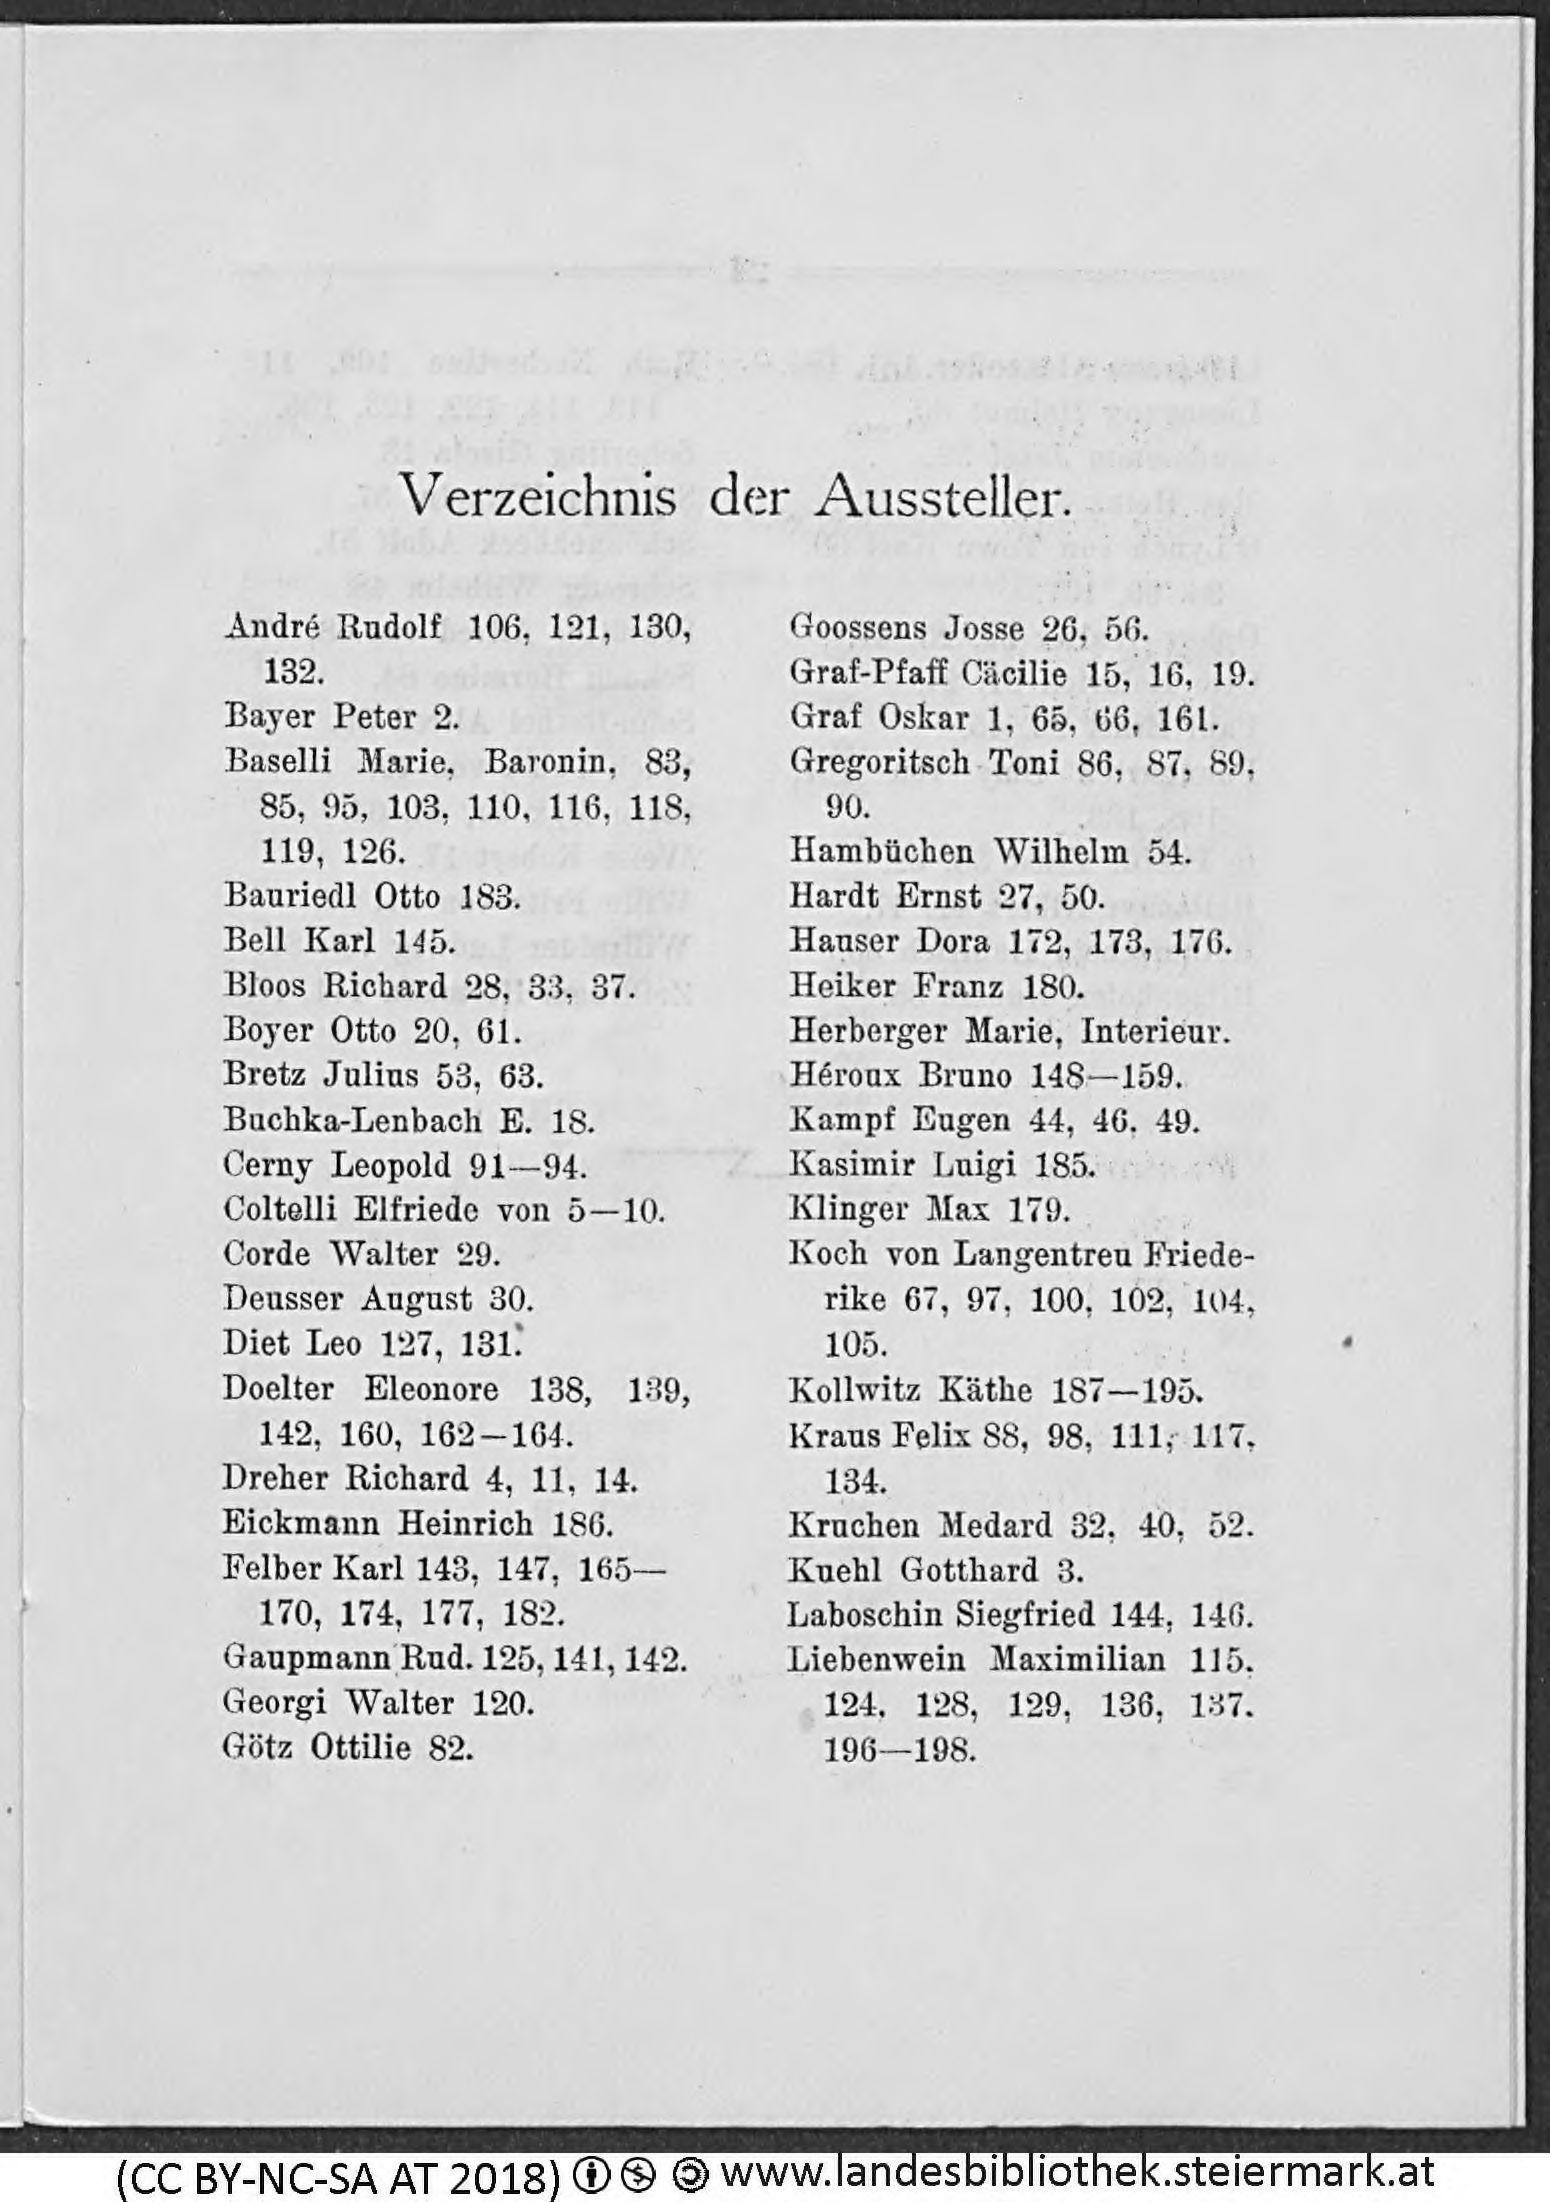 Verzeichnis der Aussteller.
André Rudolf 106, 121, 130,
132.
Bayer Peter 2.
Baselli Marie, Baronin, 83,
85, 95, 103, 110, 116, 118,
119, 126.
Bauriedl Otto 183.
Bell Karl 145.
Bloos Richard 28, 33, 37.
Boyer Otto 20, 61.
Bretz Julius 53, 63.
Buchka-Lenbach E. 18.
Cerny Leopold 91—94.
Coltelli Elfriede von 5—10.
Corde Walter 29.
Deusser August 30.
Diet Leo 127, 131.
Doelter Eleonore 138, 139,
142, 160, 162—164.
Dreher Richard 4, 11, 14.
Eickmann Heinrich 186.
Felber Karl 143, 147, 165—
170, 174, 177, 182.
Gaupmann Rud. 125, 141, 142.
Georgi Walter 120.
Götz Ottilie 82.
Goossens Josse 26, 56.
Graf-Pfaff Cäcilie 15, 16, 19.
Graf Oskar 1, 65, 66, 161.
Gregoritsch Toni 86, 87, 89,
90.
Hambüchen Wilhelm 54.
Hardt Ernst 27, 50.
Hauser Dora 172, 173, 176.
Heiker Franz 180.
Herberger Marie, Interieur.
Héroux Bruno 148—159.
Kampf Eugen 44, 46, 49.
Kasimir Luigi 185.
Klinger Max 179.
Koch von Langentreu Friede-
rike 67, 97, 100, 102, 104,
105.
Kollwitz Käthe 187—195.
Kraus Felix 88, 98, 111, 117,
134.
Kruchen Medard 32, 40, 52.
Kuehl Gotthard 3.
Laboschin Siegfried 144, 146.
Liebenwein Maximilian 115,
124, 128, 129, 136, 137.
196—198.
(CC BY-NC-SA AT 2018) www.landesbibliothek.steiermark.at